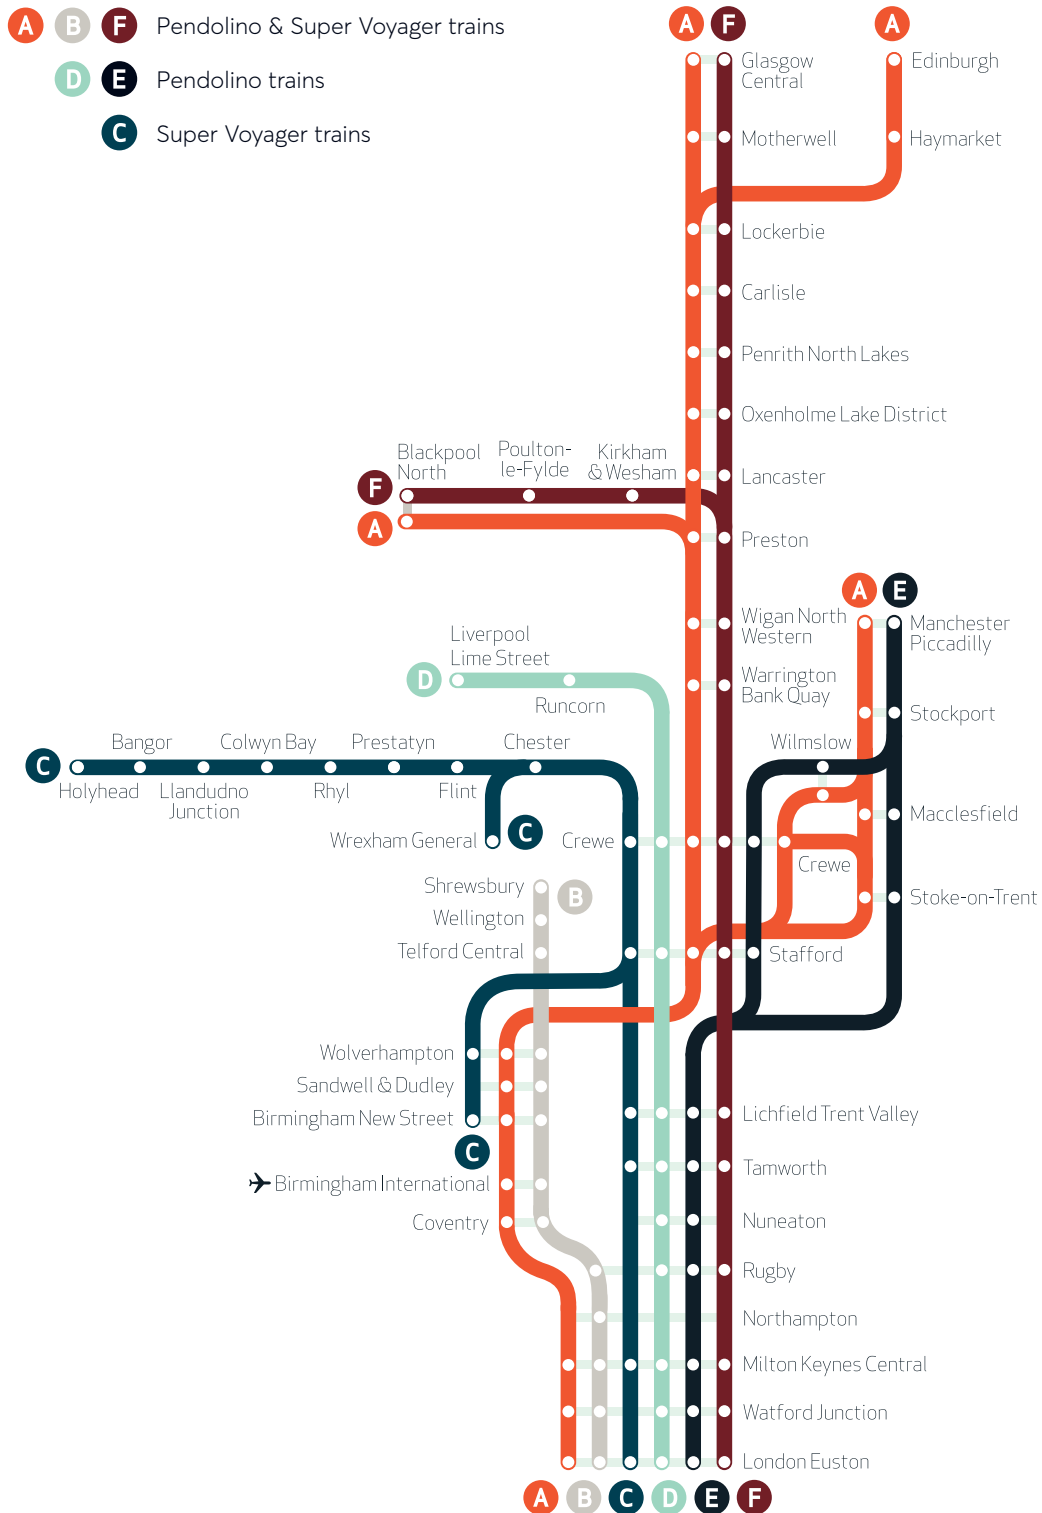 A B F Pendolino & Super Voyager trains
D E Pendolino trains
C Super Voyager trains
A F A
Glasgow
Central
Edinburgh
Motherwell
Haymarket
Lockerbie
Carlisle
Penrith North Lakes
Oxenholme Lake District
Blackpool
North
Poulton-
le-Fylde
Kirkham
& Wesham
F
A
Lancaster
Preston
A E
Wigan North
Western
Manchester
Piccadilly
Liverpool
Lime Street
D
Runcorn
Warrington
Bank Quay
Stockport
Wilmslow
C
Bangor
Colwyn Bay
Prestatyn
Chester
Holyhead
Llandudno
Junction
Rhyl
Flint
Macclesfield
Wrexham General
C
Crewe
Crewe
Shrewsbury
B
Stoke-on-Trent
Wellington
Telford Central
Stafford
Wolverhampton
Sandwell & Dudley
Birmingham New Street
Lichfield Trent Valley
C
Tamworth
Birmingham International
Coventry
Nuneaton
Rugby
Northampton
Milton Keynes Central
Watford Junction
London Euston
A B C D E F